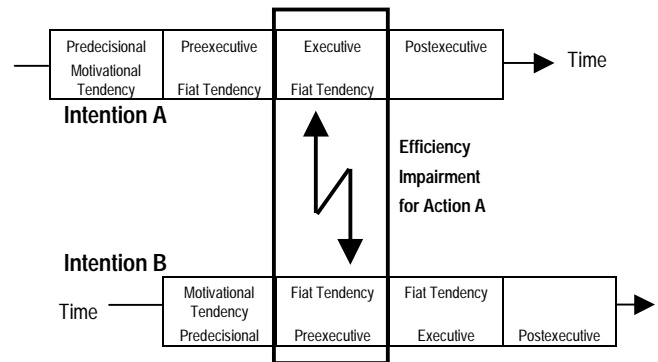 Predecisional Preexecutive Executive Postexecutive
Time
Motivational
Tendency Fiat Tendency Fiat Tendency
Intention A
Efficiency
Impairment
for Action A
Intention B
Motivational Fiat Tendency Fiat Tendency
Tendency
Time
Predecisional Preexecutive Executive Postexecutive